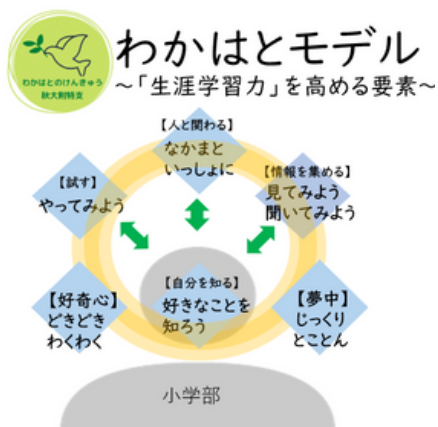 わかはとのけんきゅう
秋大附特支
わかはとモデル
～「生涯学習力」を高める要素～
【人と関わる】
なかまと
いっしょに
【試す】
やってみよう
【情報を集める】
見てみよう
聞いてみよう
【好奇心】
どきどき
わくわく
【自分を知る】
好きなことを
知ろう
【夢中】
じっくり
とことん
小学部